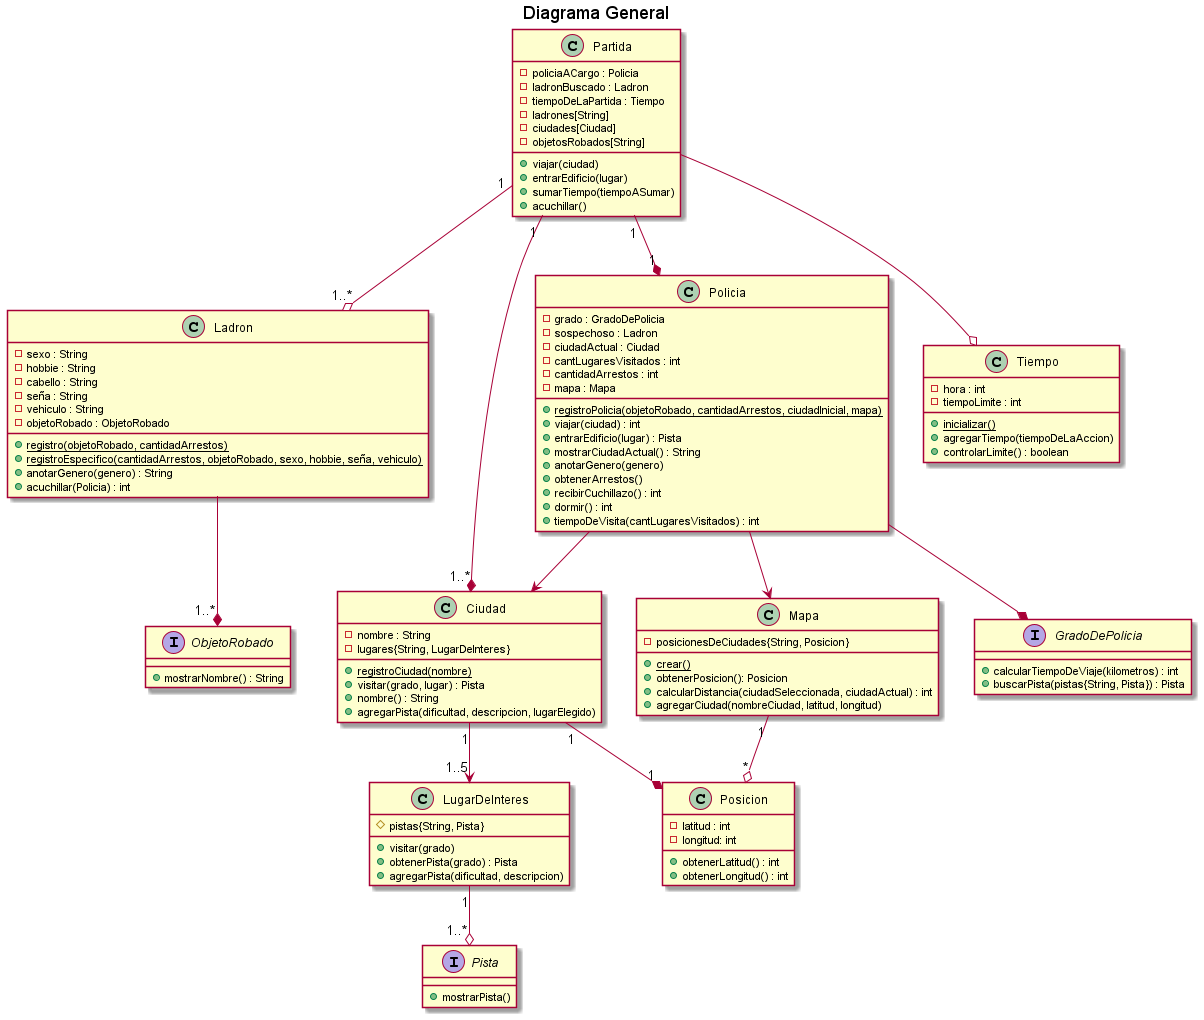 Diagrama General
C Partida
policiaACargo : Policia
ladronBuscado : Ladron
tiempoDeLaPartida : Tiempo
ladrones[String]
ciudades[Ciudad]
objetosRobados[String]
viajar(ciudad)
entrarEdificio(lugar)
sumarTiempo(tiempoASumar)
acuchillar()
1
1
1
1..*
1
C Ladron
sexo : String
hobbie : String
cabello : String
seña : String
vehiculo : String
objetoRobado : ObjetoRobado
registro(objetoRobado, cantidadArrestos)
registroEspecifico(cantidadArrestos, objetoRobado, sexo, hobbie, seña, vehiculo)
anotarGenero(genero) : String
acuchillar(Policia) : int
C Policia
grado : GradoDePolicia
sospechoso : Ladron
ciudadActual : Ciudad
cantLugaresVisitados : int
cantidadArrestos : int
mapa : Mapa
registroPolicia(objetoRobado, cantidadArrestos, ciudadInicial, mapa)
viajar(ciudad) : int
entrarEdificio(lugar) : Pista
mostrarCiudadActual() : String
anotarGenero(genero)
obtenerArrestos()
recibirCuchillazo() : int
dormir() : int
tiempoDeVisita(cantLugaresVisitados) : int
C Tiempo
hora : int
tiempoLimite : int
inicializar()
agregarTiempo(tiempoDeLaAccion)
controlarLimite() : boolean
1..*
1..*
I ObjetoRobado
mostrarNombre() : String
C Ciudad
nombre : String
lugares{String, LugarDeInteres}
registroCiudad(nombre)
visitar(grado, lugar) : Pista
nombre() : String
agregarPista(dificultad, descripcion, lugarElegido)
C Mapa
posicionesDeCiudades{String, Posicion}
crear()
obtenerPosicion(): Posicion
calcularDistancia(ciudadSeleccionada, ciudadActual) : int
agregarCiudad(nombreCiudad, latitud, longitud)
I GradoDePolicia
calcularTiempoDeViaje(kilometros) : int
buscarPista(pistas{String, Pista}) : Pista
1
1
1
1..5
1
*
C LugarDeInteres
pistas{String, Pista}
visitar(grado)
obtenerPista(grado) : Pista
agregarPista(dificultad, descripcion)
C Posicion
latitud : int
longitud: int
obtenerLatitud() : int
obtenerLongitud() : int
1
1..*
I Pista
mostrarPista()